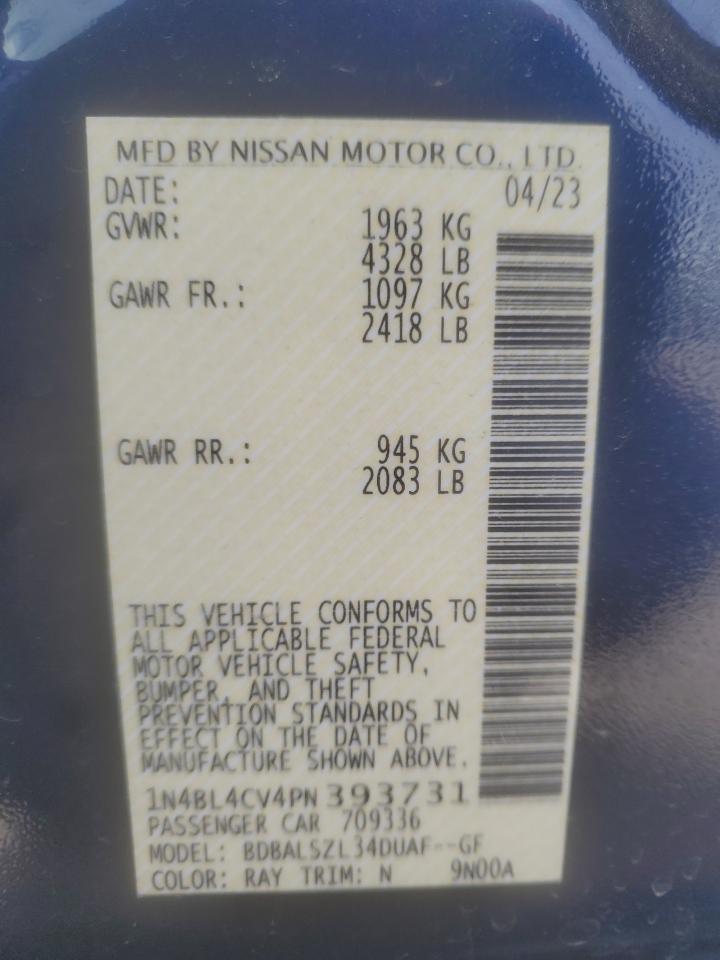 MFD BY NISSAN MOTOR CO., LTD.
DATE: 04/23
GVWR: 1963 KG
4328 LB
GAWR FR.: 1097 KG
2418 LB
GAWR RR.: 945 KG
2083 LB
THIS VEHICLE CONFORMS TO
ALL APPLICABLE FEDERAL
MOTOR VEHICLE SAFETY,
BUMPER, AND THEFT
PREVENTION STANDARDS IN
EFFECT ON THE DATE OF
MANUFACTURE SHOWN ABOVE.
1N4BL4CV4PN393731
PASSENGER CAR 709336
MODEL: BDBALSZL34DUAF--GF
COLOR: RAY TRIM: N 9N00A